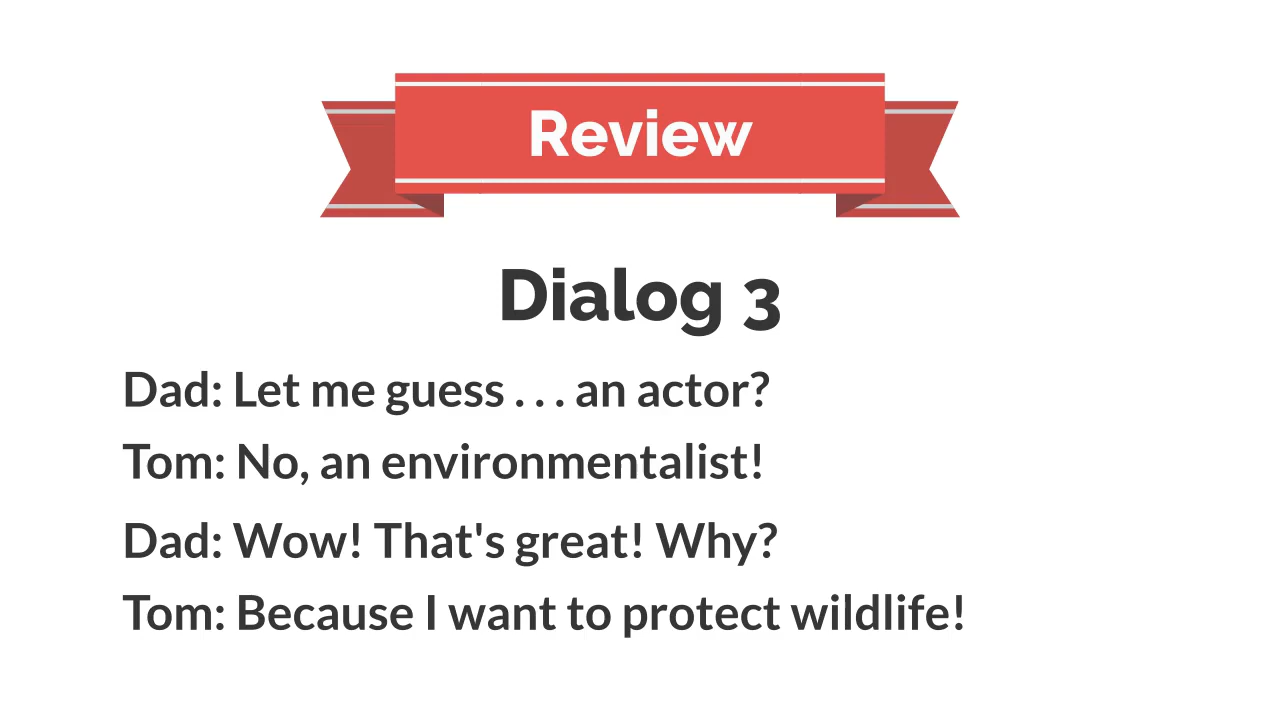 Review
Dialog 3
Dad: Let me guess . . . an actor?
Tom: No, an environmentalist!
Dad: Wow! That's great! Why?
Tom: Because I want to protect wildlife!